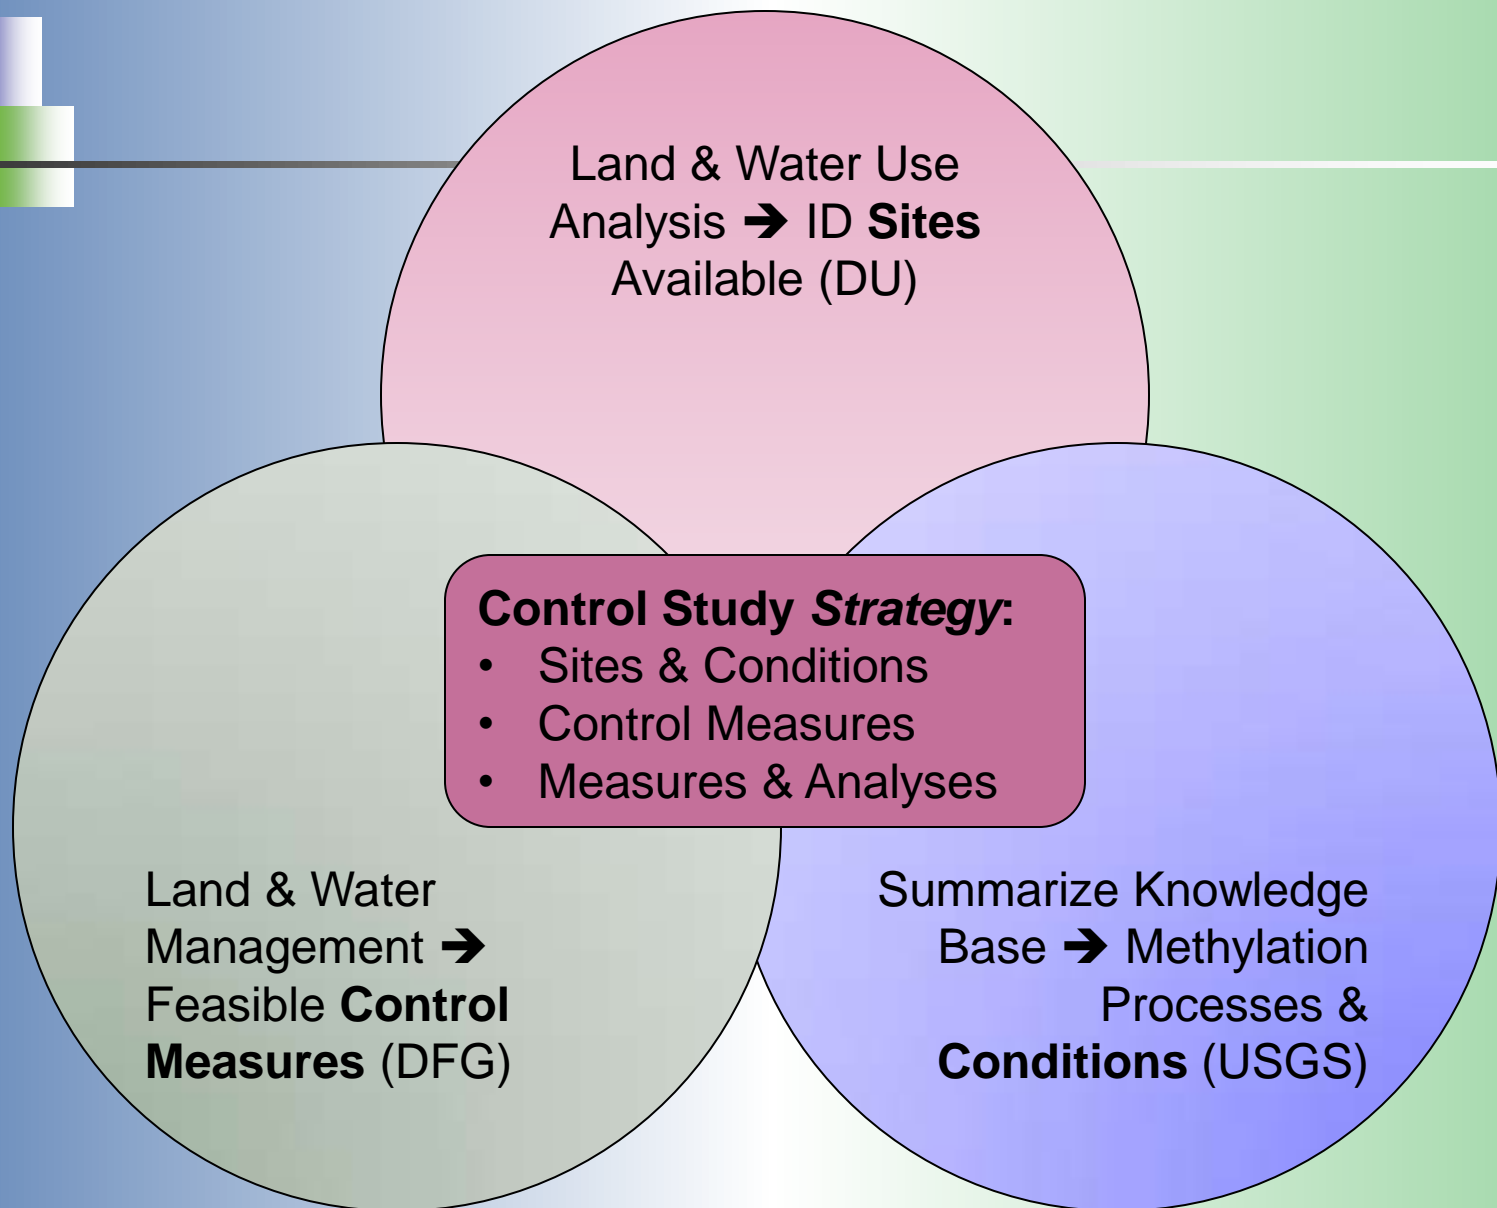 Land & Water Use
Analysis ➔ ID Sites
Available (DU)
Control Study Strategy:
• Sites & Conditions
• Control Measures
• Measures & Analyses
Land & Water
Management ➔
Feasible Control
Measures (DFG)
Summarize Knowledge
Base ➔ Methylation
Processes &
Conditions (USGS)